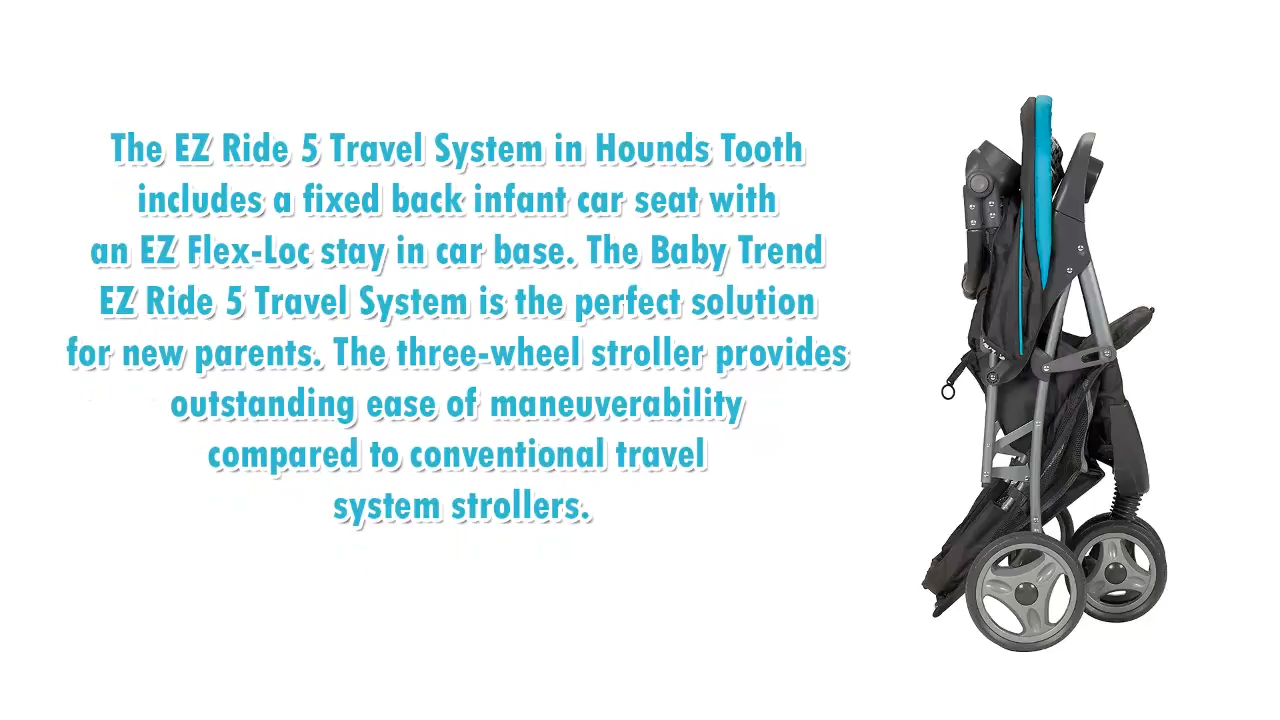 The EZ Ride 5 Travel System in Hounds Tooth
includes a fixed back infant car seat with
an EZ Flex-Loc stay in car base. The Baby Trend
EZ Ride 5 Travel System is the perfect solution
for new parents. The three-wheel stroller provides
outstanding ease of maneuverability
compared to conventional travel
system strollers.